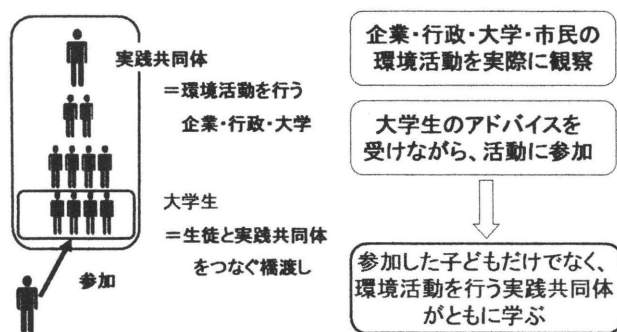 実践共同体
＝環境活動を行う
企業・行政・大学
大学生
＝生徒と実践共同体
をつなぐ橋渡し
参加
企業・行政・大学・市民の
環境活動を実際に観察
大学生のアドバイスを
受けながら、活動に参加
参加した子どもだけでなく、
環境活動を行う実践共同体
がともに学ぶ